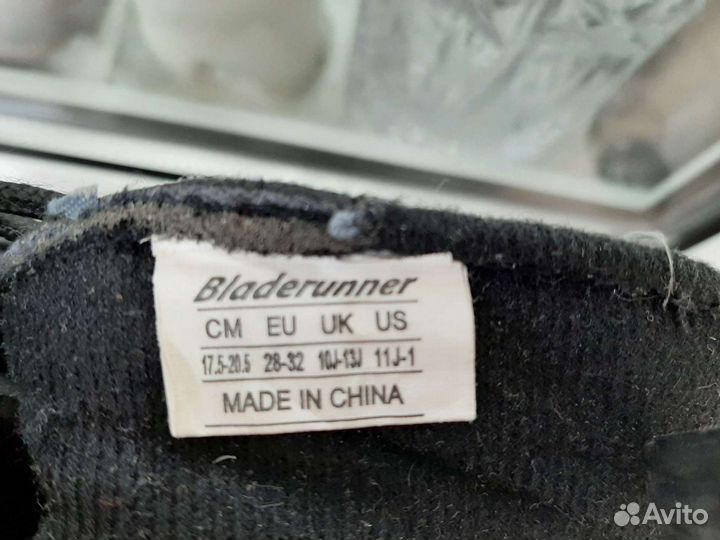 Bladerunner
CM EU UK US
17.5-20.5 28-32 10J-13J 11J-1
MADE IN CHINA
Avito